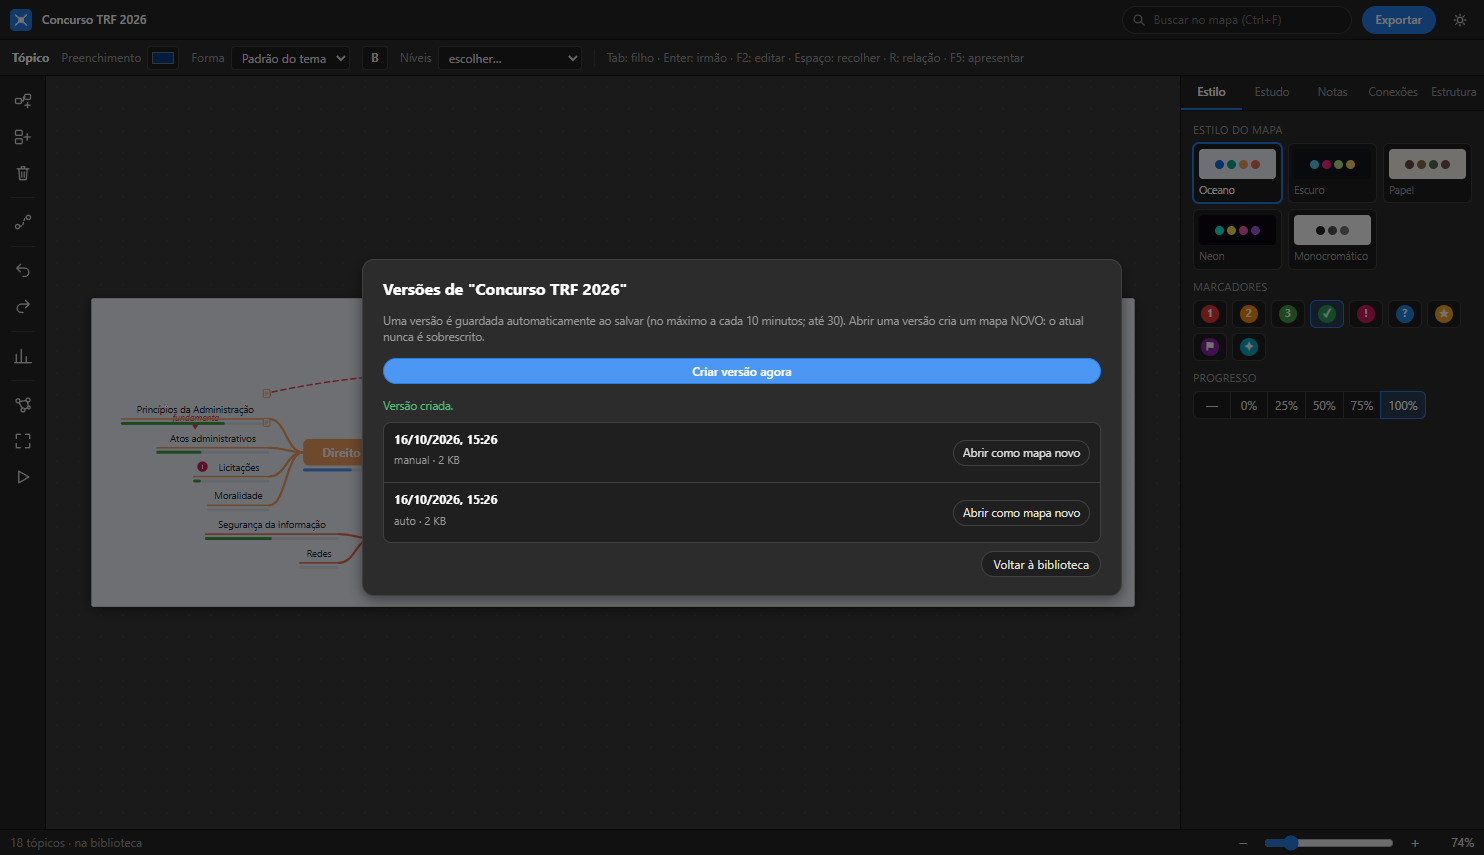 Concurso TRF 2026
Buscar no mapa (Ctrl+F)
Exportar
Tópico
Preenchimento
Forma
Padrão do tema
B
Níveis
escolher...
Tab: filho · Enter: irmão · F2: editar · Espaço: recolher · R: relação · F5: apresentar
Estilo
Estudo
Notas
Conexões
Estrutura
ESTILO DO MAPA
Oceano
Escuro
Papel
Neon
Monocromático
MARCADORES
1
2
3
✓
!
?
★
PROGRESSO
—
0%
25%
50%
75%
100%
Versões de "Concurso TRF 2026"
Uma versão é guardada automaticamente ao salvar (no máximo a cada 10 minutos; até 30). Abrir uma versão cria um mapa NOVO: o atual
nunca é sobrescrito.
Criar versão agora
Versão criada.
16/10/2026, 15:26
manual · 2 KB
Abrir como mapa novo
16/10/2026, 15:26
auto · 2 KB
Abrir como mapa novo
Voltar à biblioteca
Princípios da Administração
fundamenta
Atos administrativos
Direito
! Licitações
Moralidade
Segurança da informação
Redes
18 tópicos · na biblioteca
− + 74%